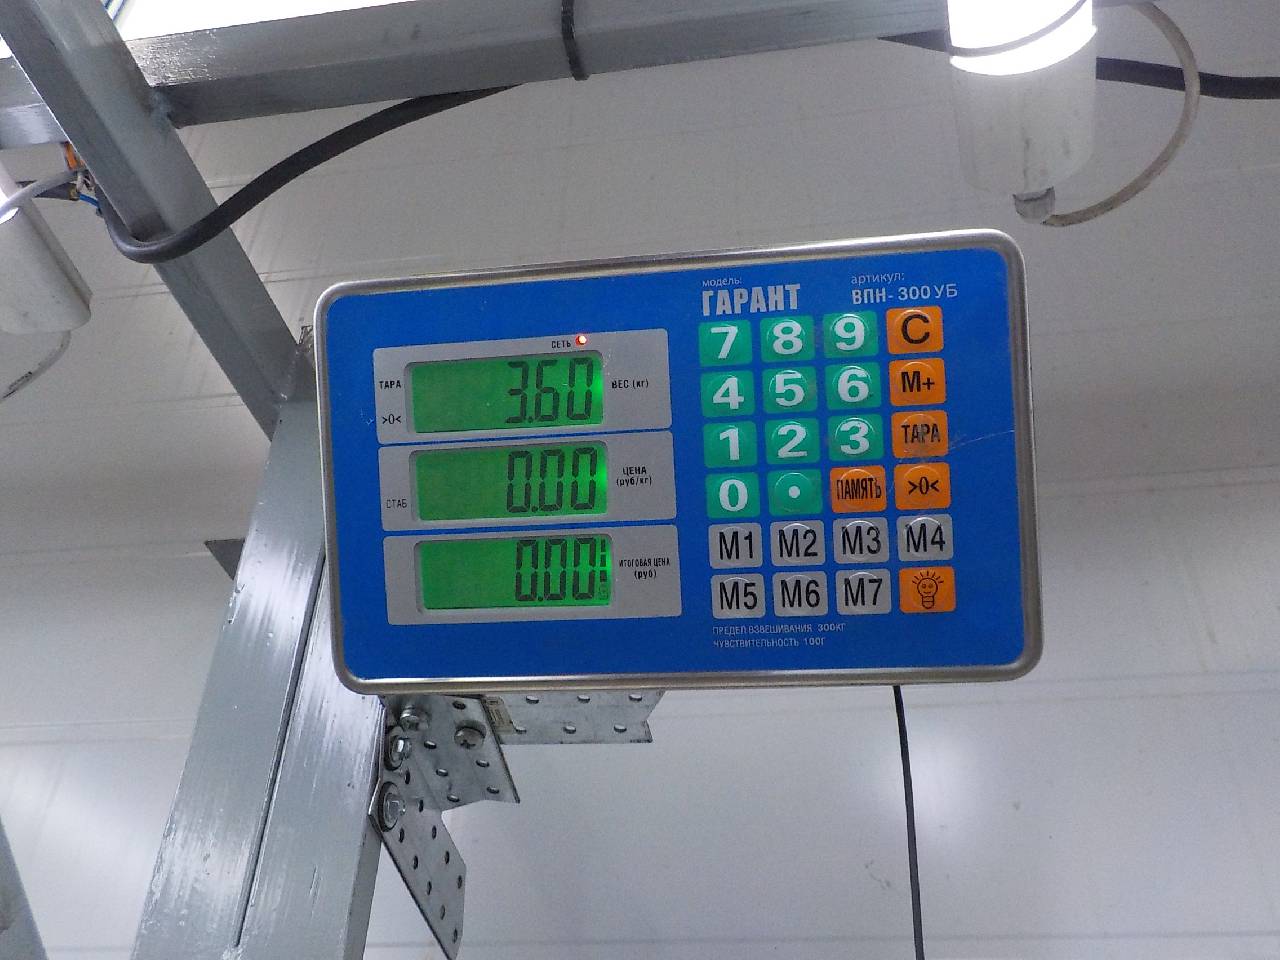 модель:
артикул:
ГАРАНТ
ВПН-300УБ
СЕТЬ
ТАРА
>0<
3.60
ВЕС (кг)
СТАБ
0.00
ЦЕНА
(руб/кг)
0.00
ИТОГОВАЯ ЦЕНА
(руб)
7 8 9 C
4 5 6 M+
1 2 3 ТАРА
0 . ПАМЯТЬ >0<
M1 M2 M3 M4
M5 M6 M7
ПРЕДЕЛ ВЗВЕШИВАНИЯ 300КГ
ЧУВСТВИТЕЛЬНОСТЬ 100Г